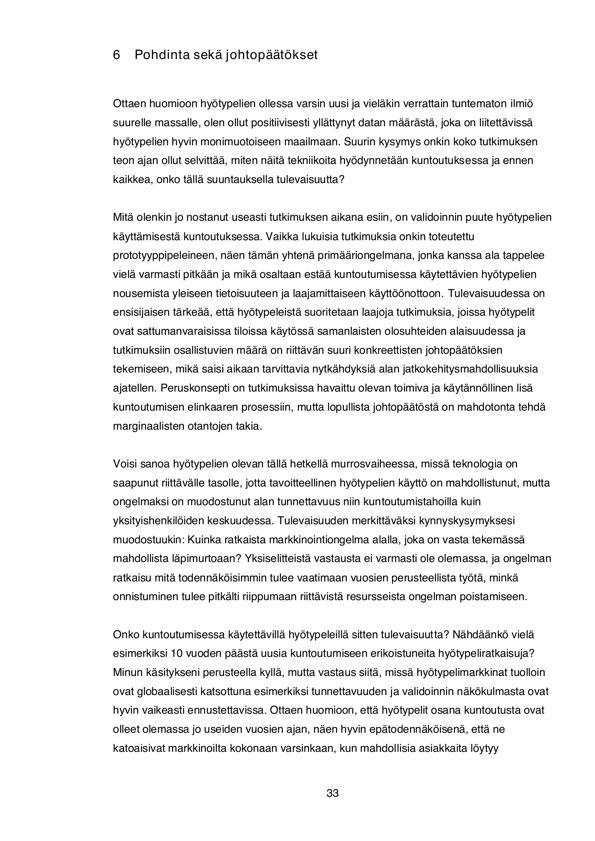 6 Pohdinta sekä johtopäätökset
Ottaen huomioon hyötypelien ollessa varsin uusi ja vieläkin verrattain tuntematon ilmiö
suurelle massalle, olen ollut positiivisesti yllättynyt datan määrästä, joka on liitettävissä
hyötypelien hyvin monimuotoiseen maailmaan. Suurin kysymys onkin koko tutkimuksen
teon ajan ollut selvittää, miten näitä tekniikoita hyödynnetään kuntoutuksessa ja ennen
kaikkea, onko tällä suuntauksella tulevaisuutta?
Mitä olenkin jo nostanut useasti tutkimuksen aikana esiin, on validoinnin puute hyötypelien
käyttämisestä kuntoutuksessa. Vaikka lukuisia tutkimuksia onkin toteutettu
prototyyppipeleineen, näen tämän yhtenä primääriongelmana, jonka kanssa ala tappelee
vielä varmasti pitkään ja mikä osaltaan estää kuntoutumisessa käytettävien hyötypelien
nousemista yleiseen tietoisuuteen ja laajamittaiseen käyttöönottoon. Tulevaisuudessa on
ensisijaisen tärkeää, että hyötypeleistä suoritetaan laajoja tutkimuksia, joissa hyötypelit
ovat sattumanvaraisissa tiloissa käytössä samanlaisten olosuhteiden alaisuudessa ja
tutkimuksiin osallistuvien määrä on riittävän suuri konkreettisten johtopäätöksien
tekemiseen, mikä saisi aikaan tarvittavia nytkähdyksiä alan jatkokehitysmahdollisuuksia
ajatellen. Peruskonsepti on tutkimuksissa havaittu olevan toimiva ja käytännöllinen lisä
kuntoutumisen elinkaaren prosessiin, mutta lopullista johtopäätöstä on mahdotonta tehdä
marginaalisten otantojen takia.
Voisi sanoa hyötypelien olevan tällä hetkellä murrosvaiheessa, missä teknologia on
saapunut riittävälle tasolle, jotta tavoitteellinen hyötypelien käyttö on mahdollistunut, mutta
ongelmaksi on muodostunut alan tunnettavuus niin kuntoutumistahoilla kuin
yksityishenkilöiden keskuudessa. Tulevaisuuden merkittäväksi kynnyskysymyksesi
muodostuukin: Kuinka ratkaista markkinointiongelma alalla, joka on vasta tekemässä
mahdollista läpimurtoaan? Yksiselitteistä vastausta ei varmasti ole olemassa, ja ongelman
ratkaisu mitä todennäköisimmin tulee vaatimaan vuosien perusteellista työtä, minkä
onnistuminen tulee pitkälti riippumaan riittävistä resursseista ongelman poistamiseen.
Onko kuntoutumisessa käytettävillä hyötypeleillä sitten tulevaisuutta? Nähdäänkö vielä
esimerkiksi 10 vuoden päästä uusia kuntoutumiseen erikoistuneita hyötypeliratkaisuja?
Minun käsitykseni perusteella kyllä, mutta vastaus siitä, missä hyötypelimarkkinat tuolloin
ovat globaalisesti katsottuna esimerkiksi tunnettavuuden ja validoinnin näkökulmasta ovat
hyvin vaikeasti ennustettavissa. Ottaen huomioon, että hyötypelit osana kuntoutusta ovat
olleet olemassa jo useiden vuosien ajan, näen hyvin epätodennäköisenä, että ne
katoaisivat markkinoilta kokonaan varsinkaan, kun mahdollisia asiakkaita löytyy
33